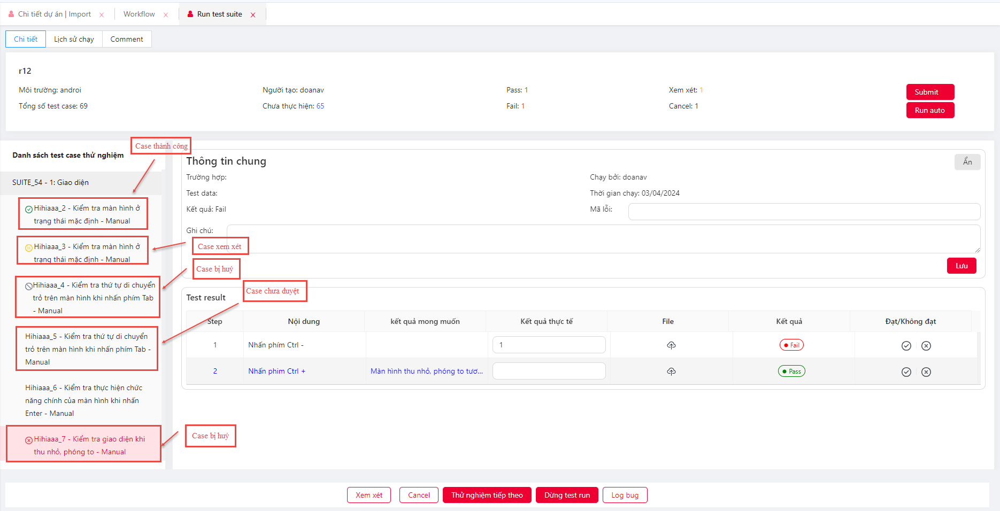 Chi tiết dự án | Import
Workflow
Run test suite
Chi tiết
Lịch sử chạy
Comment
r12
Môi trường: androi
Người tạo: doanav
Pass: 1
Xem xét: 1
Submit
Tổng số test case: 69
Chưa thực hiện: 65
Fail: 1
Cancel: 1
Run auto
Case thành công
Danh sách test case thử nghiệm
SUITE_54 - 1: Giao diện
Hihiaaa_2 - Kiểm tra màn hình ở
trạng thái mặc định - Manual
Hihiaaa_3 - Kiểm tra màn hình ở
trạng thái mặc định - Manual
Hihiaaa_4 - Kiểm tra thứ tự di chuyển
trỏ trên màn hình khi nhấn phím Tab
- Manual
Hihiaaa_5 - Kiểm tra thứ tự di chuyển
trỏ trên màn hình khi nhấn phím Tab -
Manual
Hihiaaa_6 - Kiểm tra thực hiện chức
năng chính của màn hình khi nhấn
Enter - Manual
Hihiaaa_7 - Kiểm tra giao diện khi
thu nhỏ, phóng to - Manual
Thông tin chung
Ẩn
Trường hợp:
Chạy bởi: doanav
Test data:
Thời gian chạy: 03/04/2024
Kết quả: Fail
Mã lỗi:
Ghi chú:
Case xem xét
Case bị huỷ
Lưu
Case chưa duyệt
Test result
Step
Nội dung
kết quả mong muốn
Kết quả thực tế
File
Kết quả
Đạt/Không đạt
1
Nhấn phím Ctrl -
1
Fail
2
Nhấn phim Ctrl +
Màn hình thu nhỏ, phóng to tươ...
Pass
Case bị huỷ
Xem xét
Cancel
Thử nghiệm tiếp theo
Dừng test run
Log bug